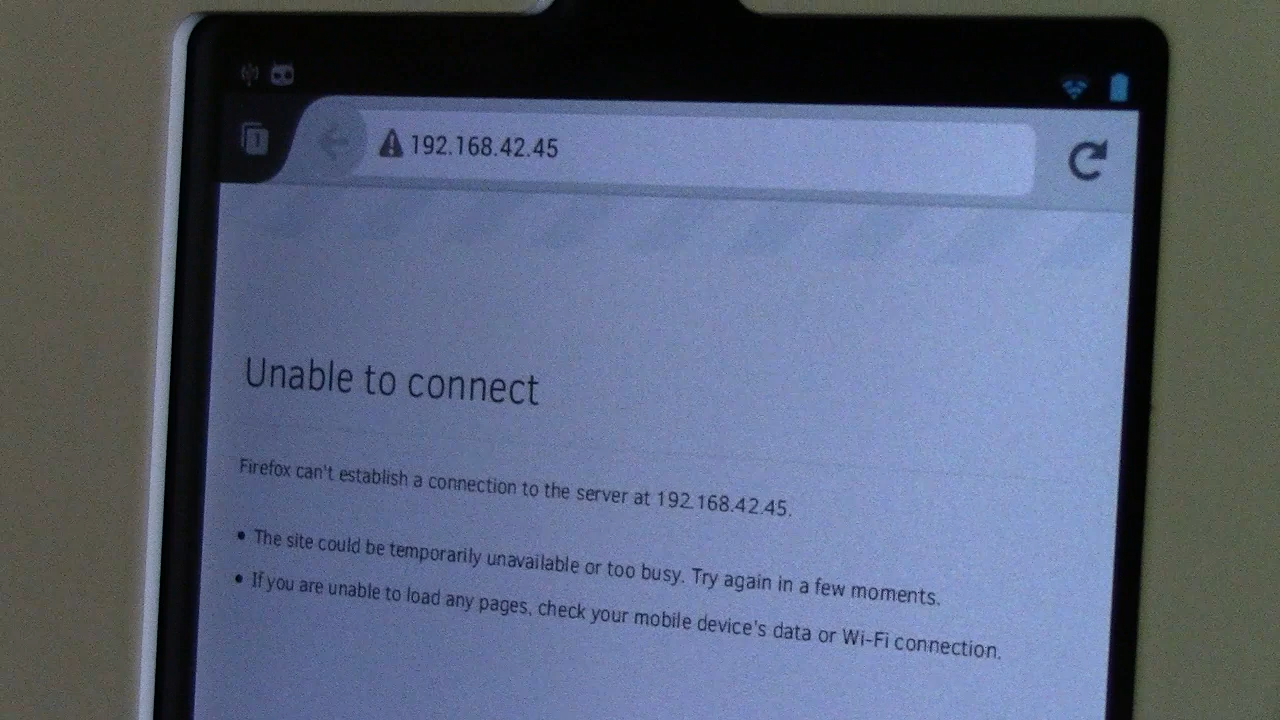 1
192.168.42.45
Unable to connect
Firefox can't establish a connection to the server at 192.168.42.45.
• The site could be temporarily unavailable or too busy. Try again in a few moments.
• If you are unable to load any pages, check your mobile device's data or Wi-Fi connection.